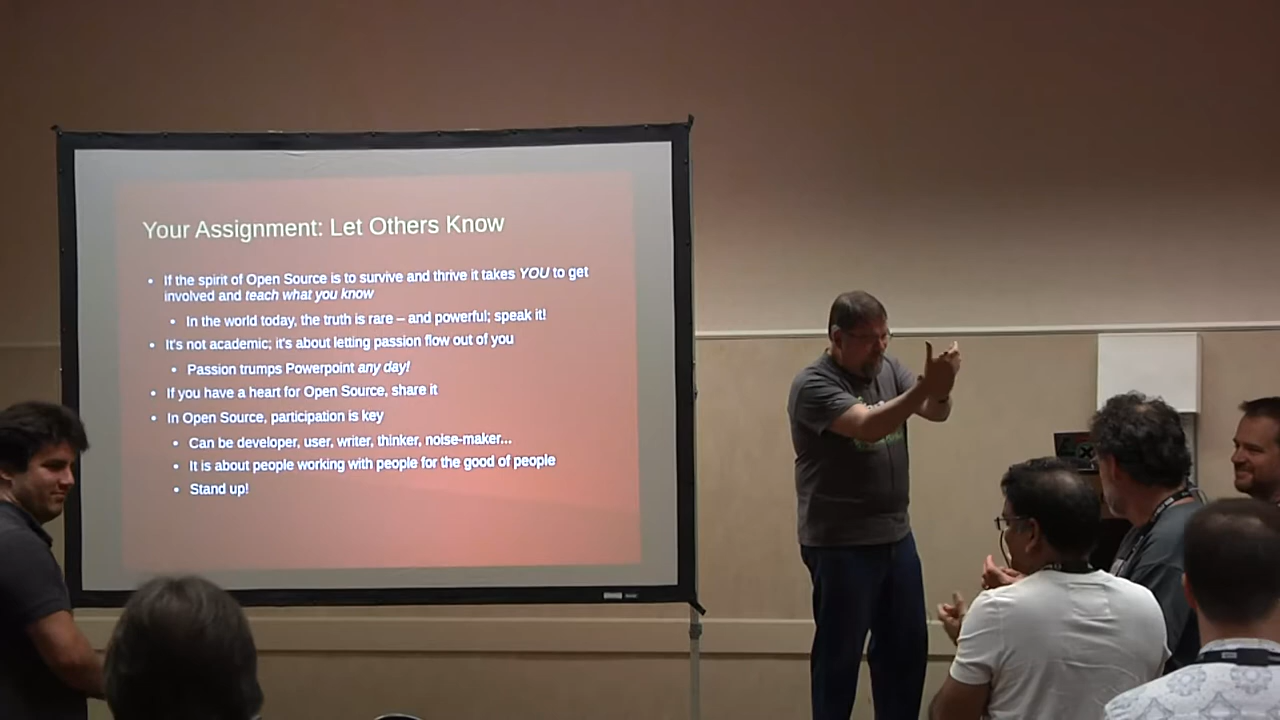 Your Assignment: Let Others Know
• If the spirit of Open Source is to survive and thrive it takes YOU to get
involved and teach what you know
• In the world today, the truth is rare – and powerful; speak it!
• It's not academic; it's about letting passion flow out of you
• Passion trumps Powerpoint any day!
• If you have a heart for Open Source, share it
• In Open Source, participation is key
• Can be developer, user, writer, thinker, noise-maker...
• It is about people working with people for the good of people
• Stand up!